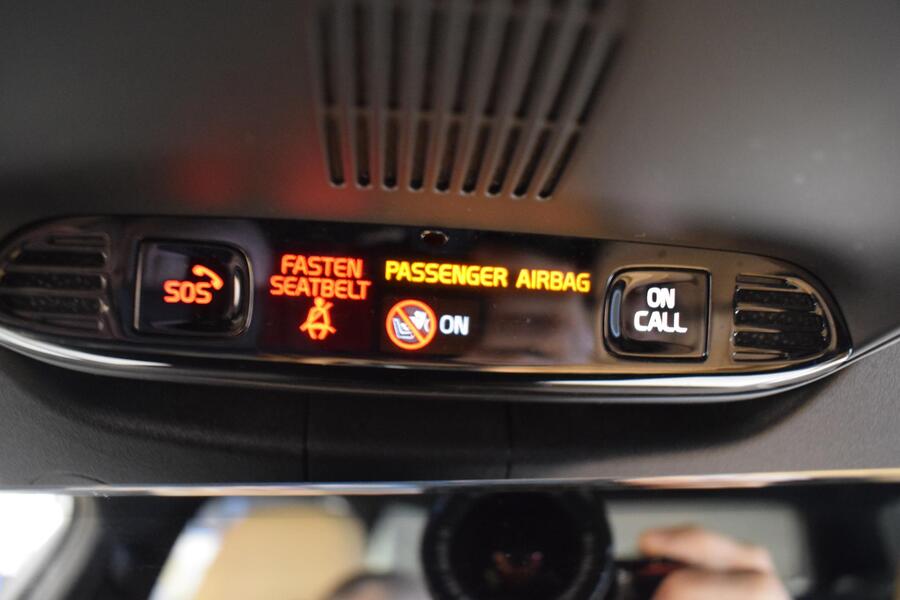 SOS
FASTEN
SEATBELT
PASSENGER AIRBAG
ON
ON
CALL